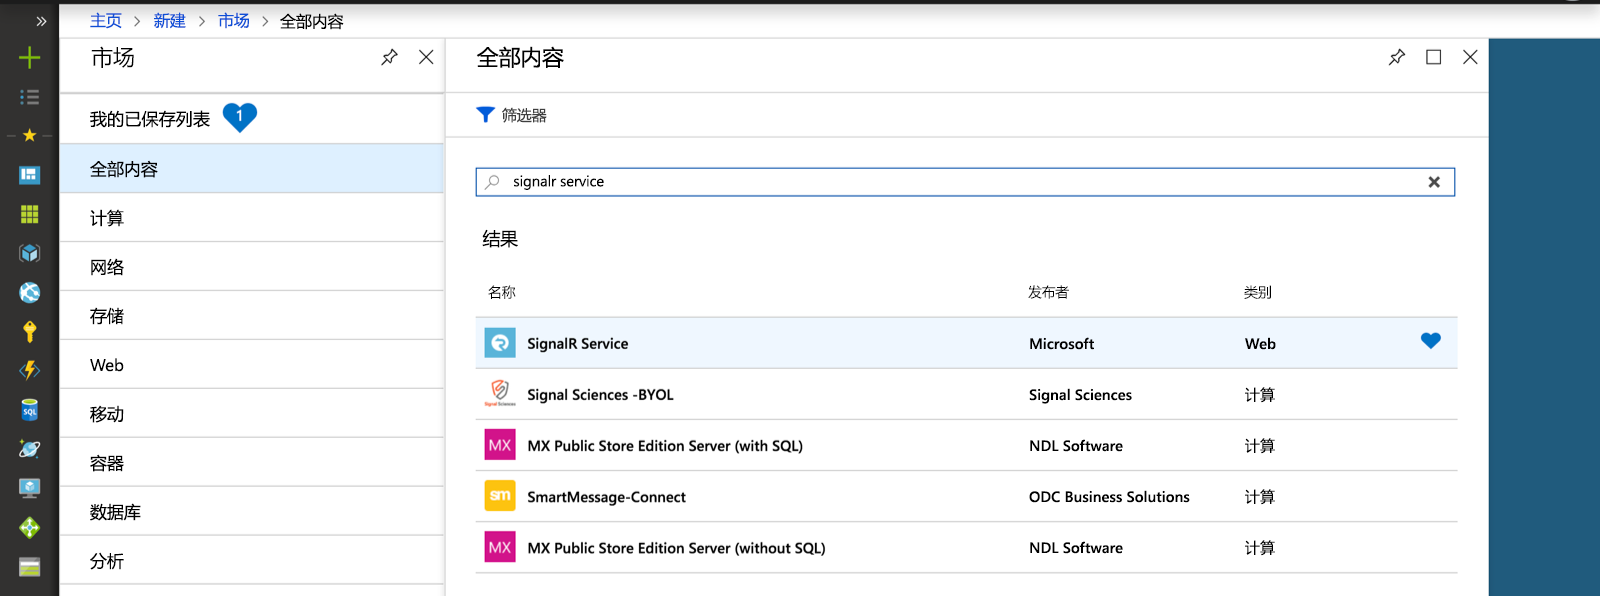 主页 > 新建 > 市场 > 全部内容
市场
我的已保存列表 1
全部内容
计算
网络
存储
Web
移动
容器
数据库
分析
全部内容
筛选器
signalr service
结果
名称 发布者 类别
SignalR Service Microsoft Web
Signal Sciences -BYOL Signal Sciences 计算
MX MX Public Store Edition Server (with SQL) NDL Software 计算
sm SmartMessage-Connect ODC Business Solutions 计算
MX MX Public Store Edition Server (without SQL) NDL Software 计算
SQL